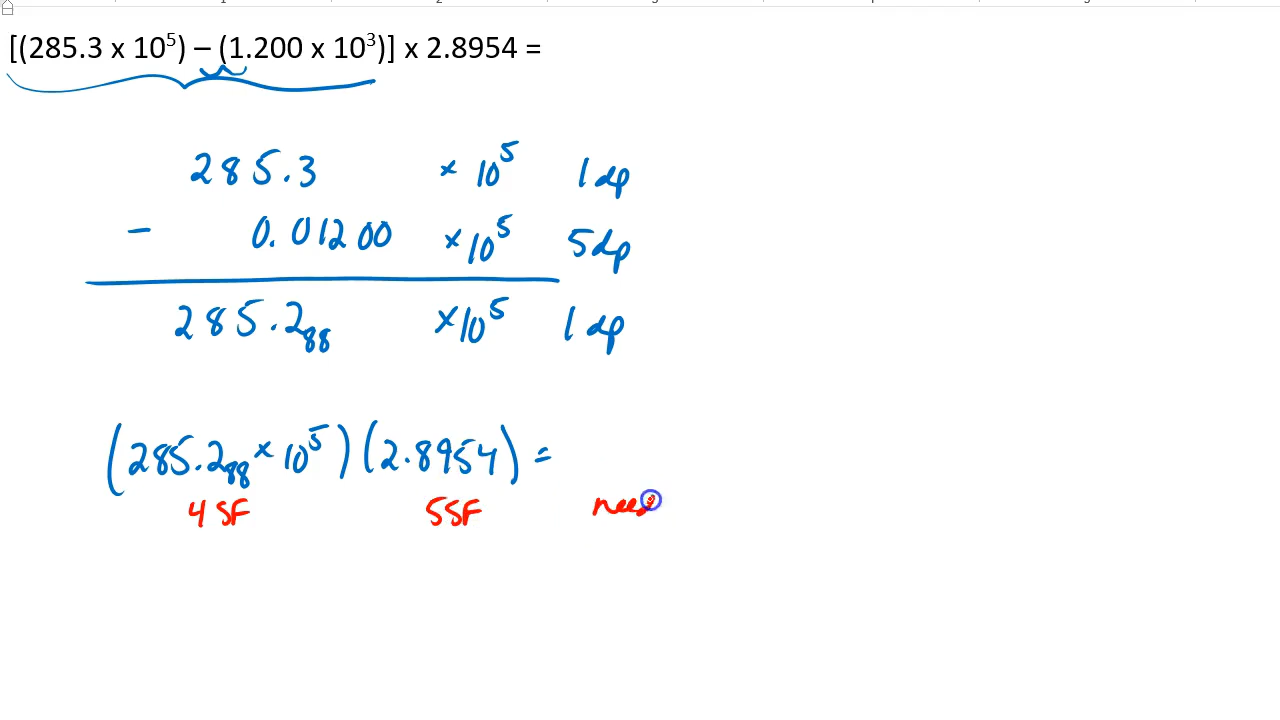 [(285.3 x 10⁵) – (1.200 x 10³)] x 2.8954 =
285.3 × 10⁵ 1 dp
- 0.01200 × 10⁵ 5 dp
285.2₈₈ × 10⁵ 1 dp
(285.2₈₈ × 10⁵) (2.8954) =
4 SF 5 SF need